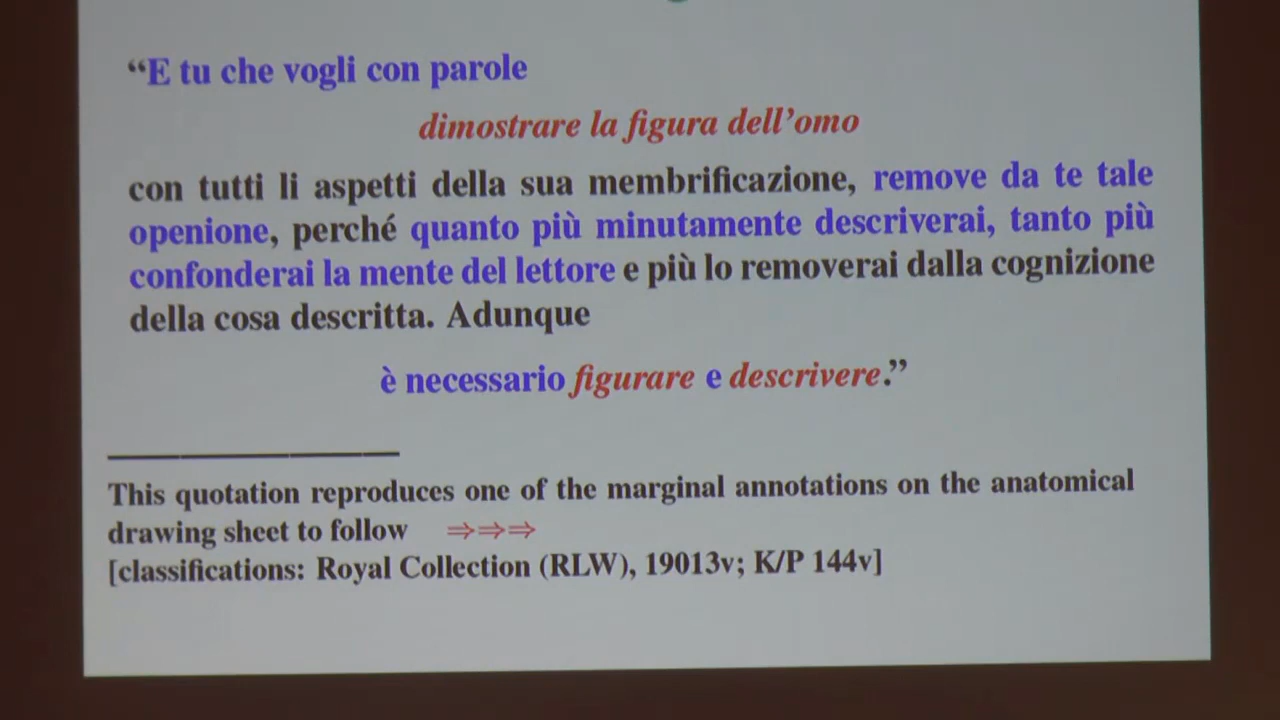 “E tu che vogli con parole
dimostrare la figura dell’omo
con tutti li aspetti della sua membrificazione, remove da te tale
openione, perché quanto più minutamente descriverai, tanto più
confonderai la mente del lettore e più lo removerai dalla cognizione
della cosa descritta. Adunque
è necessario figurare e descrivere.”
This quotation reproduces one of the marginal annotations on the anatomical
drawing sheet to follow ⇒⇒⇒
[classifications: Royal Collection (RLW), 19013v; K/P 144v]